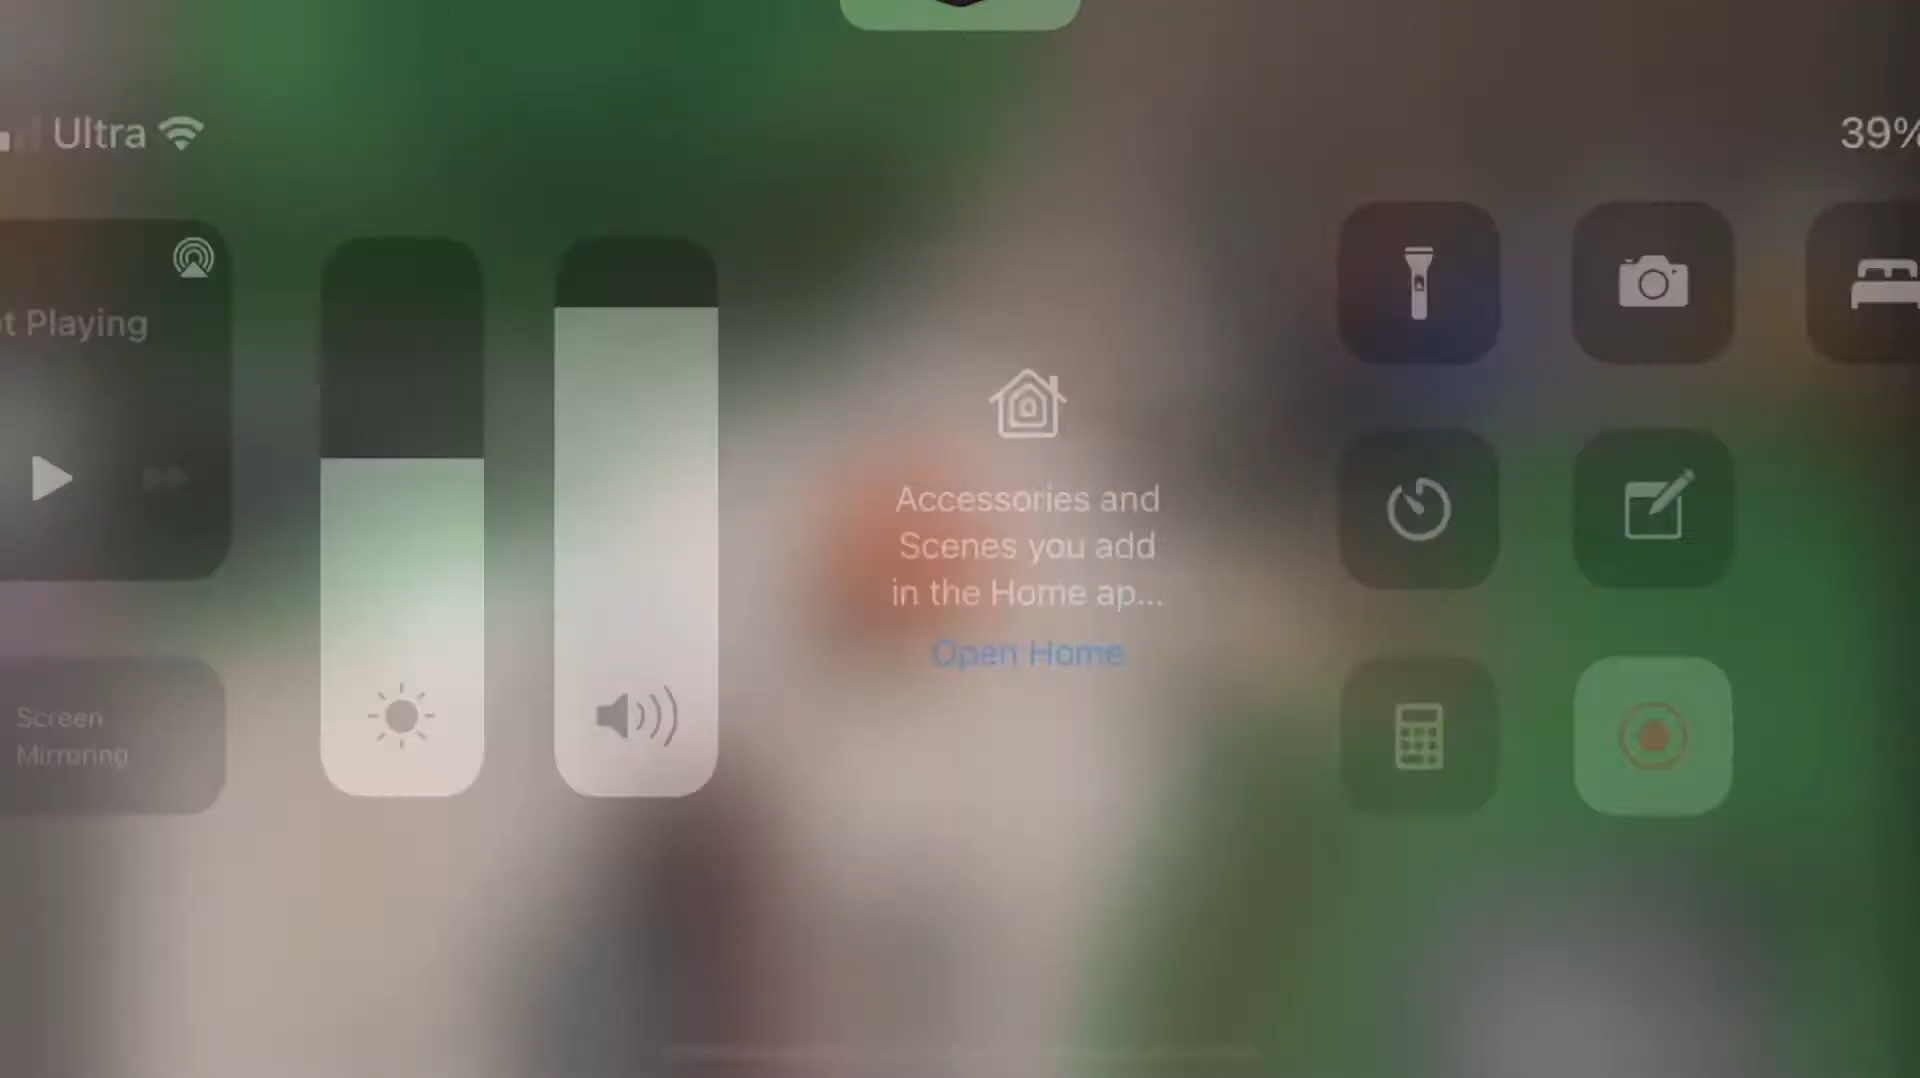 Ultra
39%
t Playing
Accessories and
Scenes you add
in the Home ap...
Open Home
Screen
Mirroring